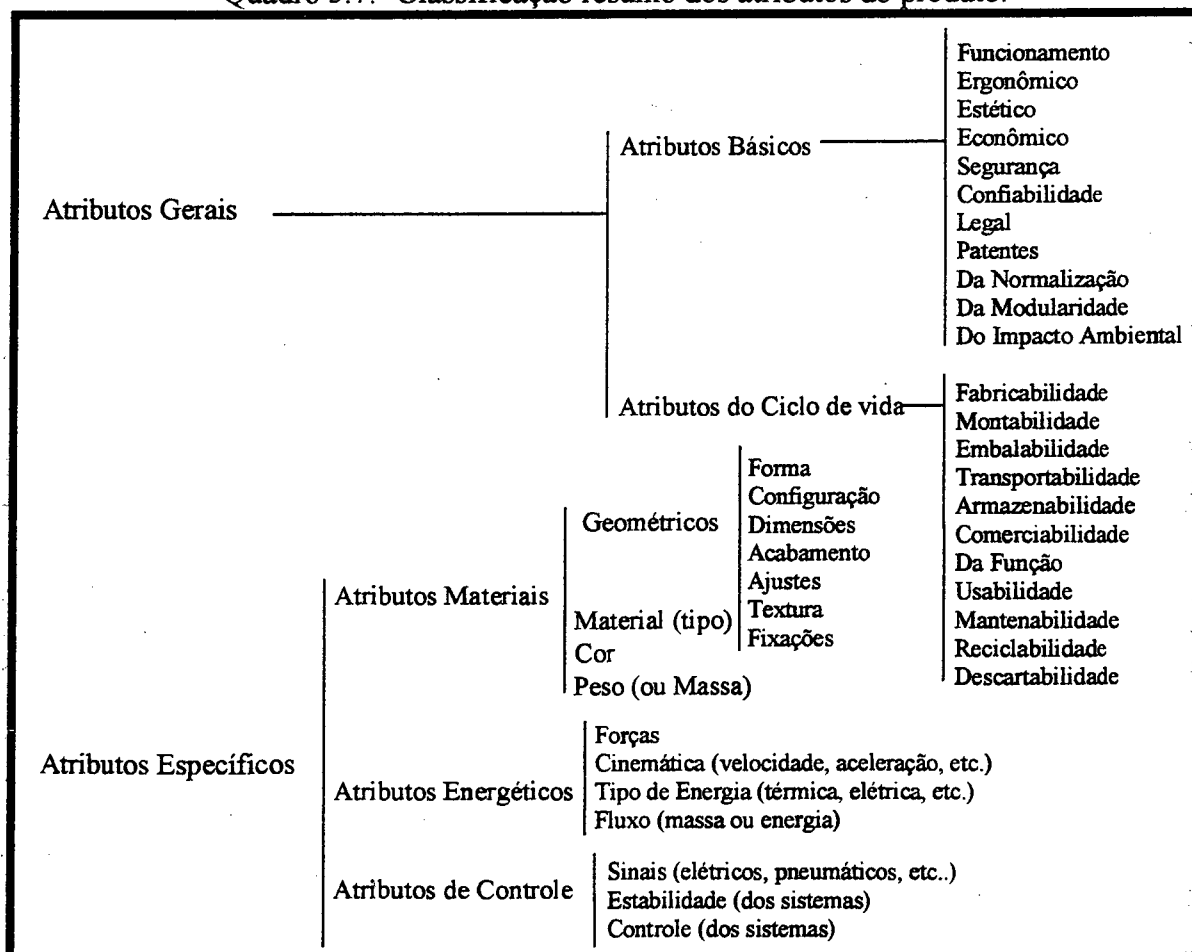 Quadro 5.7. Classificação resumo dos atributos de produto.
Atributos Gerais
Atributos Básicos
Funcionamento
Ergonômico
Estético
Econômico
Segurança
Confiabilidade
Legal
Patentes
Da Normalização
Da Modularidade
Do Impacto Ambiental
Atributos do Ciclo de vida
Fabricabilidade
Montabilidade
Embalabilidade
Transportabilidade
Armazenabilidade
Comerciabilidade
Da Função
Usabilidade
Mantenabilidade
Reciclabilidade
Descartabilidade
Atributos Específicos
Atributos Materiais
Geométricos
Forma
Configuração
Dimensões
Acabamento
Ajustes
Textura
Fixações
Material (tipo)
Cor
Peso (ou Massa)
Atributos Energéticos
Forças
Cinemática (velocidade, aceleração, etc.)
Tipo de Energia (térmica, elétrica, etc.)
Fluxo (massa ou energia)
Atributos de Controle
Sinais (elétricos, pneumáticos, etc..)
Estabilidade (dos sistemas)
Controle (dos sistemas)